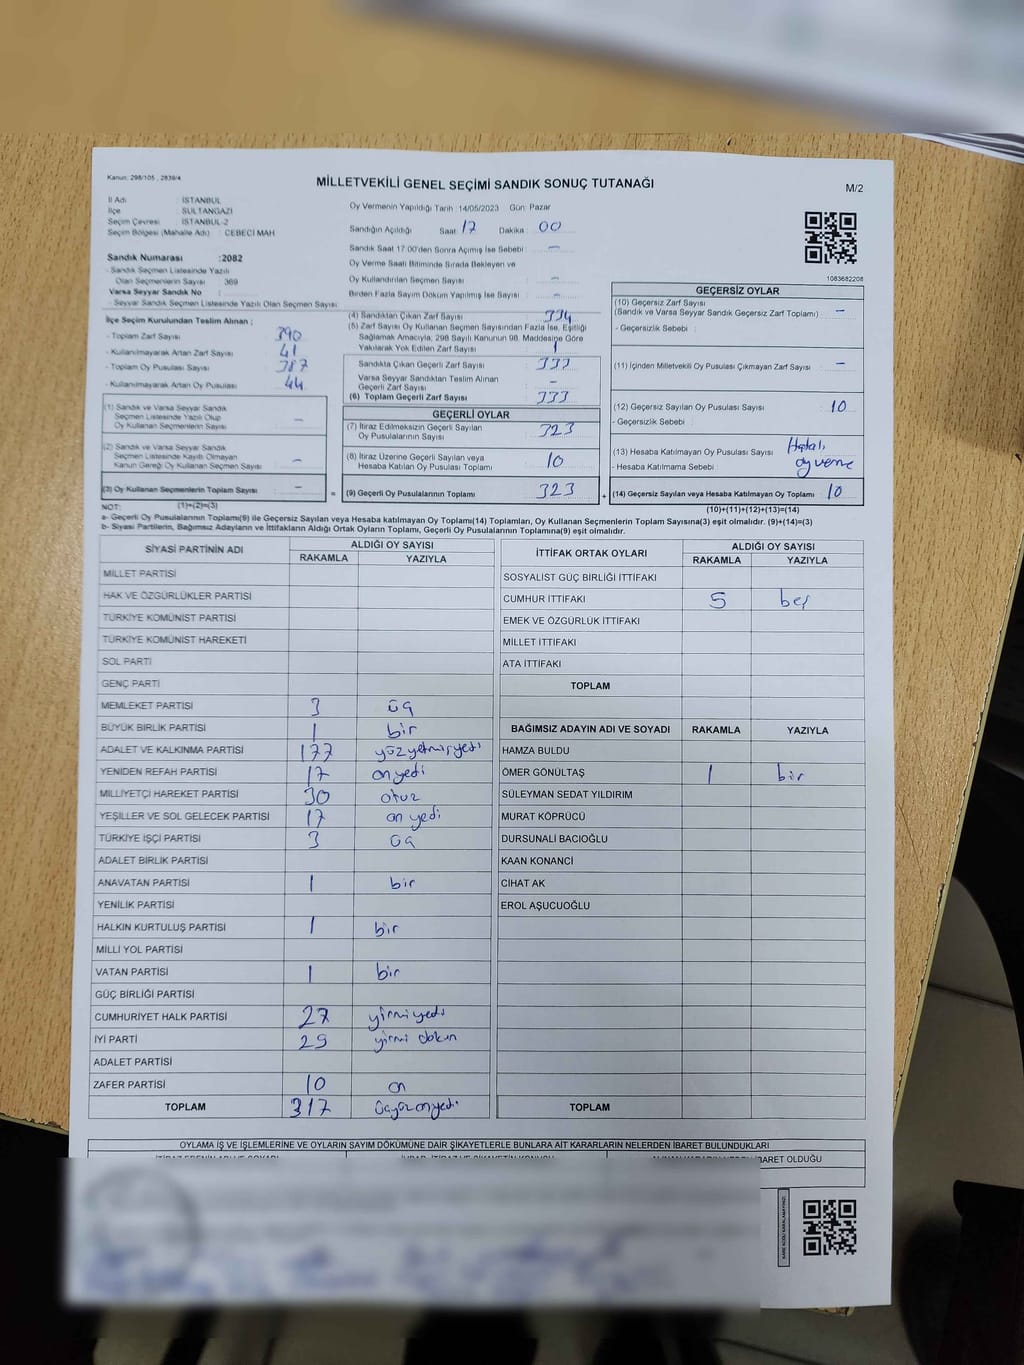 Kanun: 298/105 , 2839/4
MİLLETVEKİLİ GENEL SEÇİMİ SANDIK SONUÇ TUTANAĞI
M/2
İl Adı : İSTANBUL
İlçe : SULTANGAZİ
Seçim Çevresi : İSTANBUL-2
Seçim Bölgesi (Mahalle Adı) : CEBECİ MAH
Sandık Numarası :2082
- Sandık Seçmen Listesinde Yazılı
Olan Seçmenlerin Sayısı : 369
Varsa Seyyar Sandık No :
- Seyyar Sandık Seçmen Listesinde Yazılı Olan Seçmen Sayısı:
Oy Vermenin Yapıldığı Tarih :14/05/2023 Gün: Pazar
Sandığın Açıldığı Saat: 17 Dakika : 00
Sandık Saat 17.00'den Sonra Açılmış İse Sebebi : -
Oy Verme Saati Bitiminde Sırada Bekleyen ve
Oy Kullandırılan Seçmen Sayısı : -
Birden Fazla Sayım Döküm Yapılmış İse Sayısı : -
1083682208
İlçe Seçim Kurulundan Teslim Alınan ;
- Toplam Zarf Sayısı : 390
- Kullanılmayarak Artan Zarf Sayısı : 41
- Toplam Oy Pusulası Sayısı : 387
- Kullanılmayarak Artan Oy Pusulası : 44
(1) Sandık ve Varsa Seyyar Sandık
Seçmen Listesinde Yazılı Olup
Oy Kullanan Seçmenlerin Sayısı : -
(2) Sandık ve Varsa Seyyar Sandık
Seçmen Listesinde Kayıtlı Olmayan
Kanun Gereği Oy Kullanan Seçmen Sayısı : -
(3) Oy Kullanan Seçmenlerin Toplam Sayısı : -
(1)+(2)=(3)
(4) Sandıktan Çıkan Zarf Sayısı : 334
(5) Zarf Sayısı Oy Kullanan Seçmen Sayısından Fazla İse, Eşitliği
Sağlamak Amacıyla; 298 Sayılı Kanunun 98. Maddesine Göre
Yakılarak Yok Edilen Zarf Sayısı : 1
Sandıkta Çıkan Geçerli Zarf Sayısı : 333
Varsa Seyyar Sandıktan Teslim Alınan
Geçerli Zarf Sayısı : -
(6) Toplam Geçerli Zarf Sayısı : 333
GEÇERLİ OYLAR
(7) İtiraz Edilmeksizin Geçerli Sayılan
Oy Pusulalarının Sayısı : 323
(8) İtiraz Üzerine Geçerli Sayılan veya
Hesaba Katılan Oy Pusulası Toplamı : 10
= (9) Geçerli Oy Pusulalarının Toplamı : 323
GEÇERSİZ OYLAR
(10) Geçersiz Zarf Sayısı
(Sandık ve Varsa Seyyar Sandık Geçersiz Zarf Toplamı) : -
- Geçersizlik Sebebi :
(11) İçinden Milletvekili Oy Pusulası Çıkmayan Zarf Sayısı : -
(12) Geçersiz Sayılan Oy Pusulası Sayısı : 10
- Geçersizlik Sebebi :
(13) Hesaba Katılmayan Oy Pusulası Sayısı : Hatalı
- Hesaba Katılmama Sebebi : oy verme
+ (14) Geçersiz Sayılan veya Hesaba Katılmayan Oy Toplamı : 10
(10)+(11)+(12)+(13)=(14)
NOT:
a- Geçerli Oy Pusulaları Toplamı(9) ile Geçersiz Sayılan veya Hesaba katılmayan Oy Toplamı(14) Toplamları, Oy Kullanan Seçmenlerin Toplam Sayısına(3) eşit olmalıdır. (9)+(14)=(3)
b- Siyasi Partilerin, Bağımsız Adayların ve İttifakların Aldığı Ortak Oyların Toplamı, Geçerli Oy Pusulalarının Toplamına(9) eşit olmalıdır.
SİYASİ PARTİNİN ADI ALDIĞI OY SAYISI
RAKAMLA YAZIYLA
MİLLET PARTİSİ
HAK VE ÖZGÜRLÜKLER PARTİSİ
TÜRKİYE KOMÜNİST PARTİSİ
TÜRKİYE KOMÜNİST HAREKETİ
SOL PARTİ
GENÇ PARTİ
MEMLEKET PARTİSİ 3 üç
BÜYÜK BİRLİK PARTİSİ 1 bir
ADALET VE KALKINMA PARTİSİ 177 yüzyetmişyedi
YENİDEN REFAH PARTİSİ 17 onyedi
MİLLİYETÇİ HAREKET PARTİSİ 30 otuz
YEŞİLLER VE SOL GELECEK PARTİSİ 17 on yedi
TÜRKİYE İŞÇİ PARTİSİ 3 üç
ADALET BİRLİK PARTİSİ
ANAVATAN PARTİSİ 1 bir
YENİLİK PARTİSİ
HALKIN KURTULUŞ PARTİSİ 1 bir
MİLLİ YOL PARTİSİ
VATAN PARTİSİ 1 bir
GÜÇ BİRLİĞİ PARTİSİ
CUMHURİYET HALK PARTİSİ 27 yirmiyedi
İYİ PARTİ 29 yirmi dokuz
ADALET PARTİSİ
ZAFER PARTİSİ 10 on
TOPLAM 317 üçyüzonyedi
İTTİFAK ORTAK OYLARI ALDIĞI OY SAYISI
RAKAMLA YAZIYLA
SOSYALİST GÜÇ BİRLİĞİ İTTİFAKI
CUMHUR İTTİFAKI 5 beş
EMEK VE ÖZGÜRLÜK İTTİFAKI
MİLLET İTTİFAKI
ATA İTTİFAKI
TOPLAM
BAĞIMSIZ ADAYIN ADI VE SOYADI RAKAMLA YAZIYLA
HAMZA BULDU
ÖMER GÖNÜLTAŞ 1 bir
SÜLEYMAN SEDAT YILDIRIM
MURAT KÖPRÜCÜ
DURSUNALİ BACIOĞLU
KAAN KONANCİ
CİHAT AK
EROL AŞUCUOĞLU
TOPLAM
OYLAMA İŞ VE İŞLEMLERİNE VE OYLARIN SAYIM DÖKÜMÜNE DAİR ŞİKAYETLERLE BUNLARA AİT KARARLARIN NELERDEN İBARET BULUNDUKLARI
İBARET OLDUĞU